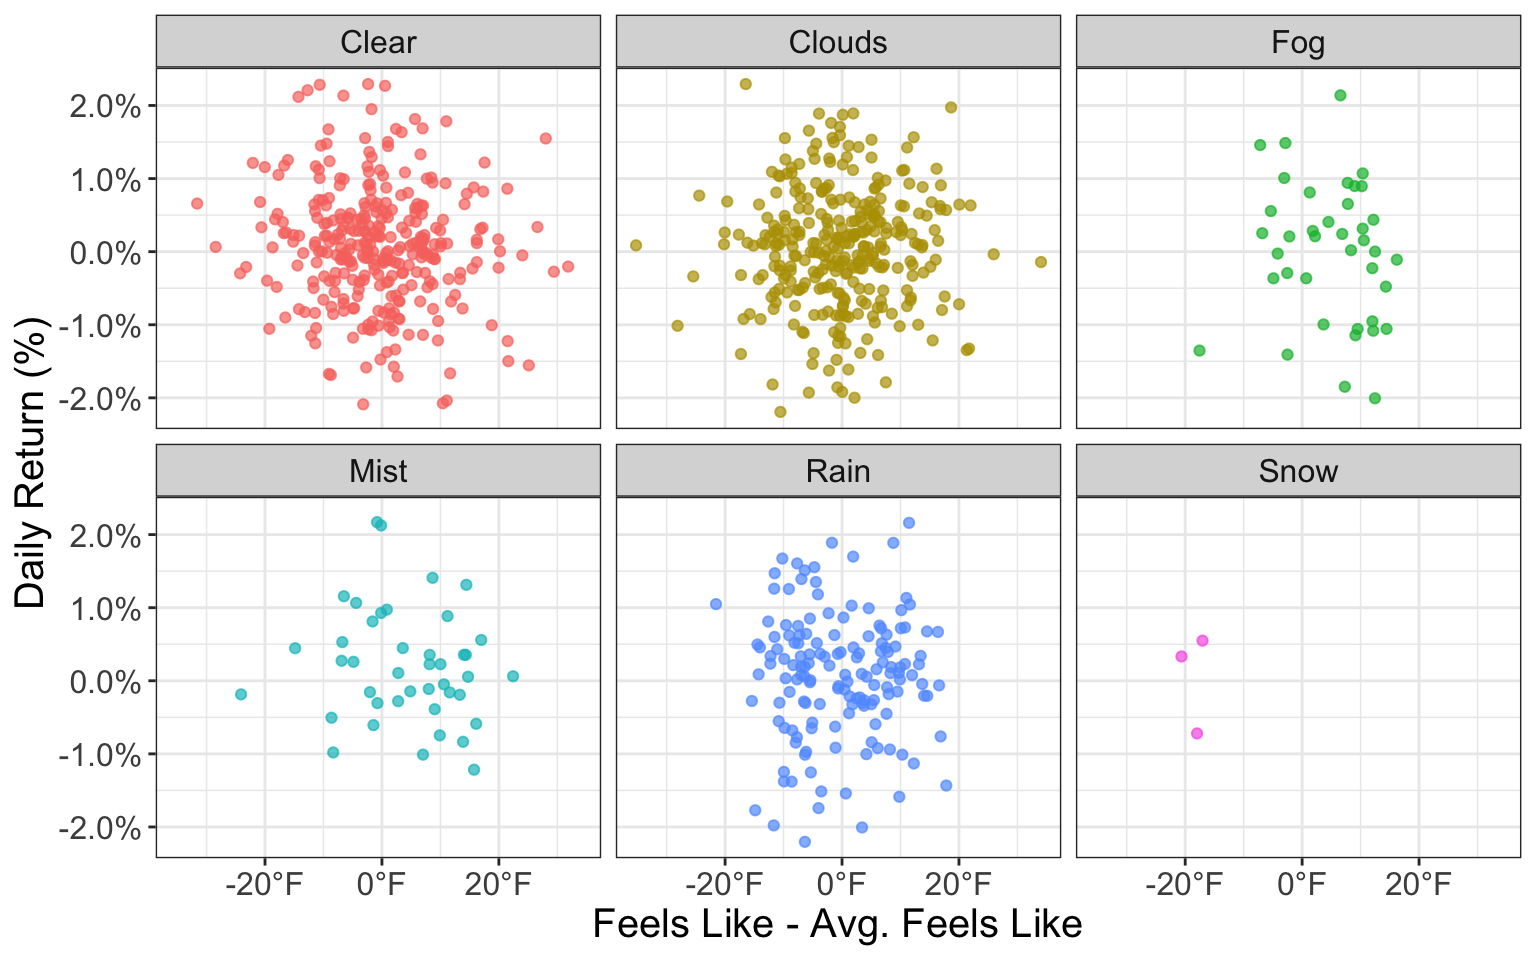 Clear
Clouds
Fog
2.0%
1.0%
0.0%
-1.0%
-2.0%
Daily Return (%)
Mist
Rain
Snow
2.0%
1.0%
0.0%
-1.0%
-2.0%
-20°F 0°F 20°F
-20°F 0°F 20°F
-20°F 0°F 20°F
Feels Like - Avg. Feels Like